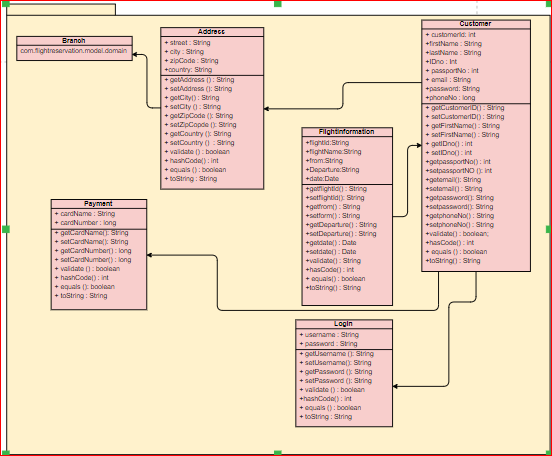 Branch
com.flightreservation.model.domain
Address
+ street : String
+ city : String
+ zipCode : String
+country: String
+ getAddress () : String
+ setAddress () : String
+ getCity() : String
+ setCity () : String
+ getZipCode () : String
+ setZipCopde () : String
+ getCountry () : String
+ setCountry () : String
+ validate () : boolean
+ hashCode() : int
+ equals () : boolean
+ toString () : String
Customer
+ customerId: int
+firstName : String
+lastName : String
+IDno : int
+ passportNo : int
+ email : String
+password: String
+phoneNo : long
+ getCustomerID() : String
+ setCustomerID() : String
+ getFirstName() : String
+ setFirstName() : String
+ getIDno() : int
+ setIDno() : int
+getpassportNo() : int
+setpassportNO (): int
+getemail(): String
+setemail() : String
+getpassword(): String
+setpassword(): String
+getphoneNo() : String
+setphoneNo() : String
+validate() : boolean;
+hasCode() : int
+ equals () : boolean
+toString() : String
FlightInformation
+flightId:String
+flightName:String
+from:String
+Departure:String
+date:Date
+getflightId() : String
+setflightId() : String
+getfrom() : String
+setform() : String
+getDeparture() : String
+setDeparture() : String
+getdate() : Date
+setdate() : Date
+validate() : String
+hasCode() : int
+ equals() : boolean
+toString() : String
Payment
+ cardName : String
+ cardNumber : long
+ getCardName() : String
+ setCardName() : String
+ getCardNumber() : long
+ setCardNumber() : long
+ validate () : boolean
+ hashCode() : int
+ equals () : boolean
+ toString () : String
Login
+ username : String
+ password : String
+ getUsername () : String
+ setUsername() : String
+ getPassword () : String
+ setPassword () : String
+ validate () : boolean
+hashCode() : int
+ equals () : boolean
+ toString () : String